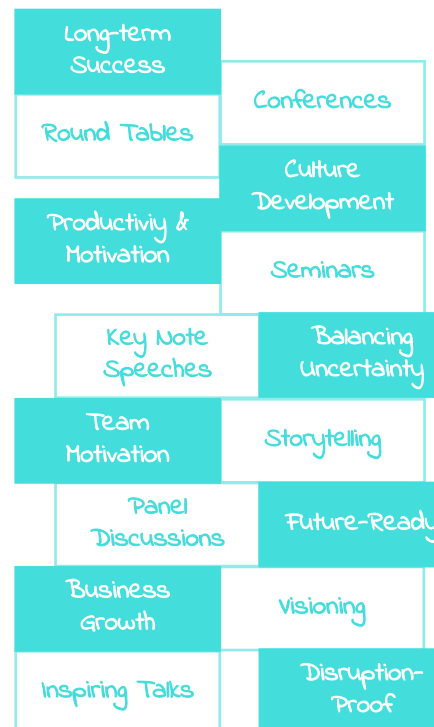 Long-term
Success
Conferences
Round Tables
Culture
Development
Productiviy &
Motivation
Seminars
Key Note
Speeches
Balancing
Uncertainty
Team
Motivation
Storytelling
Panel
Discussions
Future-Ready
Business
Growth
Visioning
Inspiring Talks
Disruption-
Proof